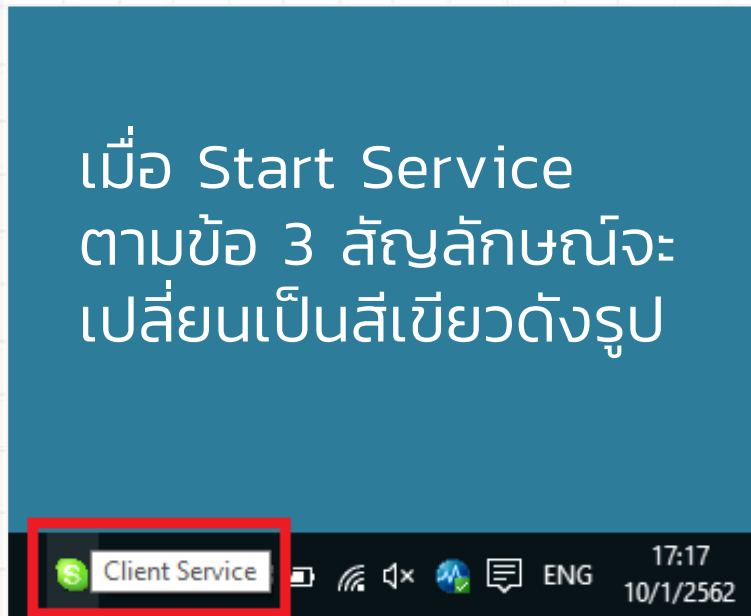 เมื่อ Start Service
ตามข้อ 3 สัญลักษณ์จะ
เปลี่ยนเป็นสีเขียวดังรูป
S Client Service ENG 17:17
10/1/2562